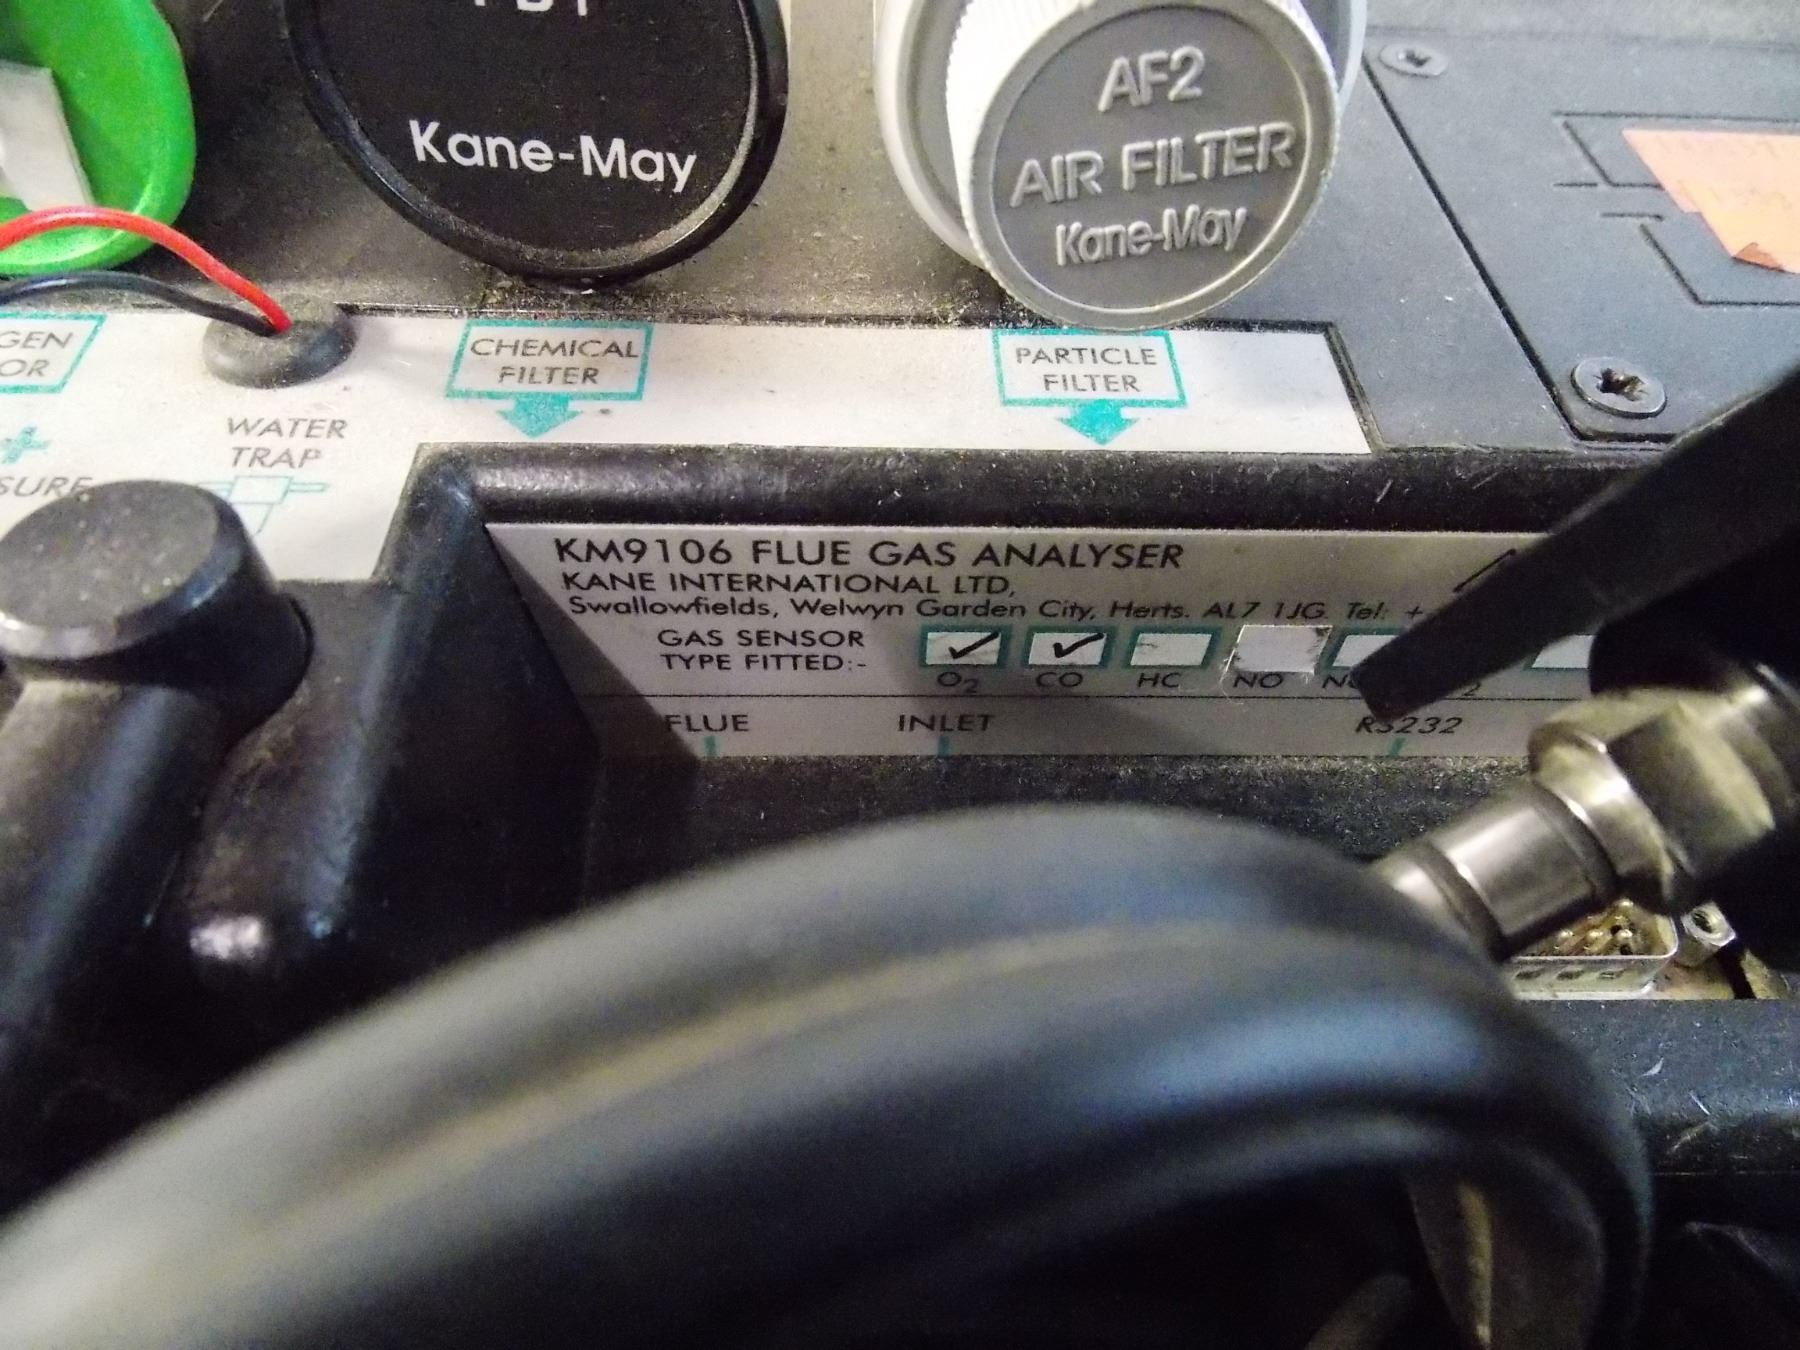 Kane-May
AF2
AIR FILTER
Kane-May
CHEMICAL
FILTER
PARTICLE
FILTER
WATER
TRAP
KM9106 FLUE GAS ANALYSER
KANE INTERNATIONAL LTD,
Swallowfields, Welwyn Garden City, Herts. AL7 1JG Tel: +
GAS SENSOR
TYPE FITTED:-
O₂ CO HC NO
FLUE INLET RS232